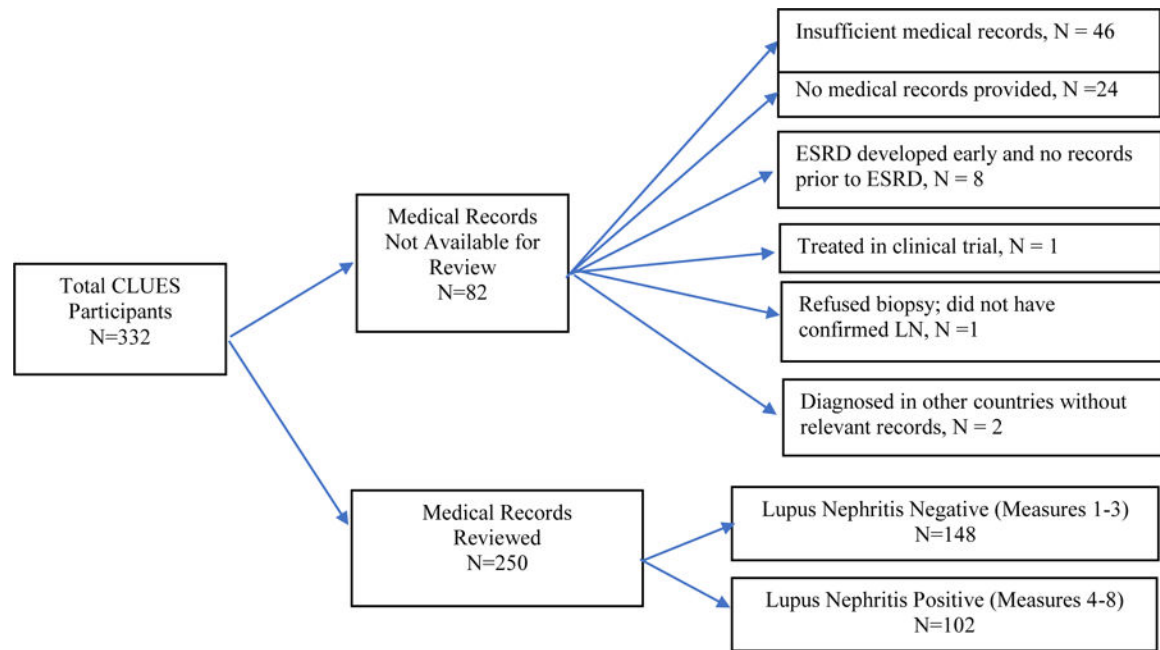 Total CLUES
Participants
N=332
Medical Records
Not Available for
Review
N=82
Insufficient medical records, N = 46
No medical records provided, N =24
ESRD developed early and no records
prior to ESRD, N = 8
Treated in clinical trial, N = 1
Refused biopsy; did not have
confirmed LN, N =1
Diagnosed in other countries without
relevant records, N = 2
Medical Records
Reviewed
N=250
Lupus Nephritis Negative (Measures 1-3)
N=148
Lupus Nephritis Positive (Measures 4-8)
N=102